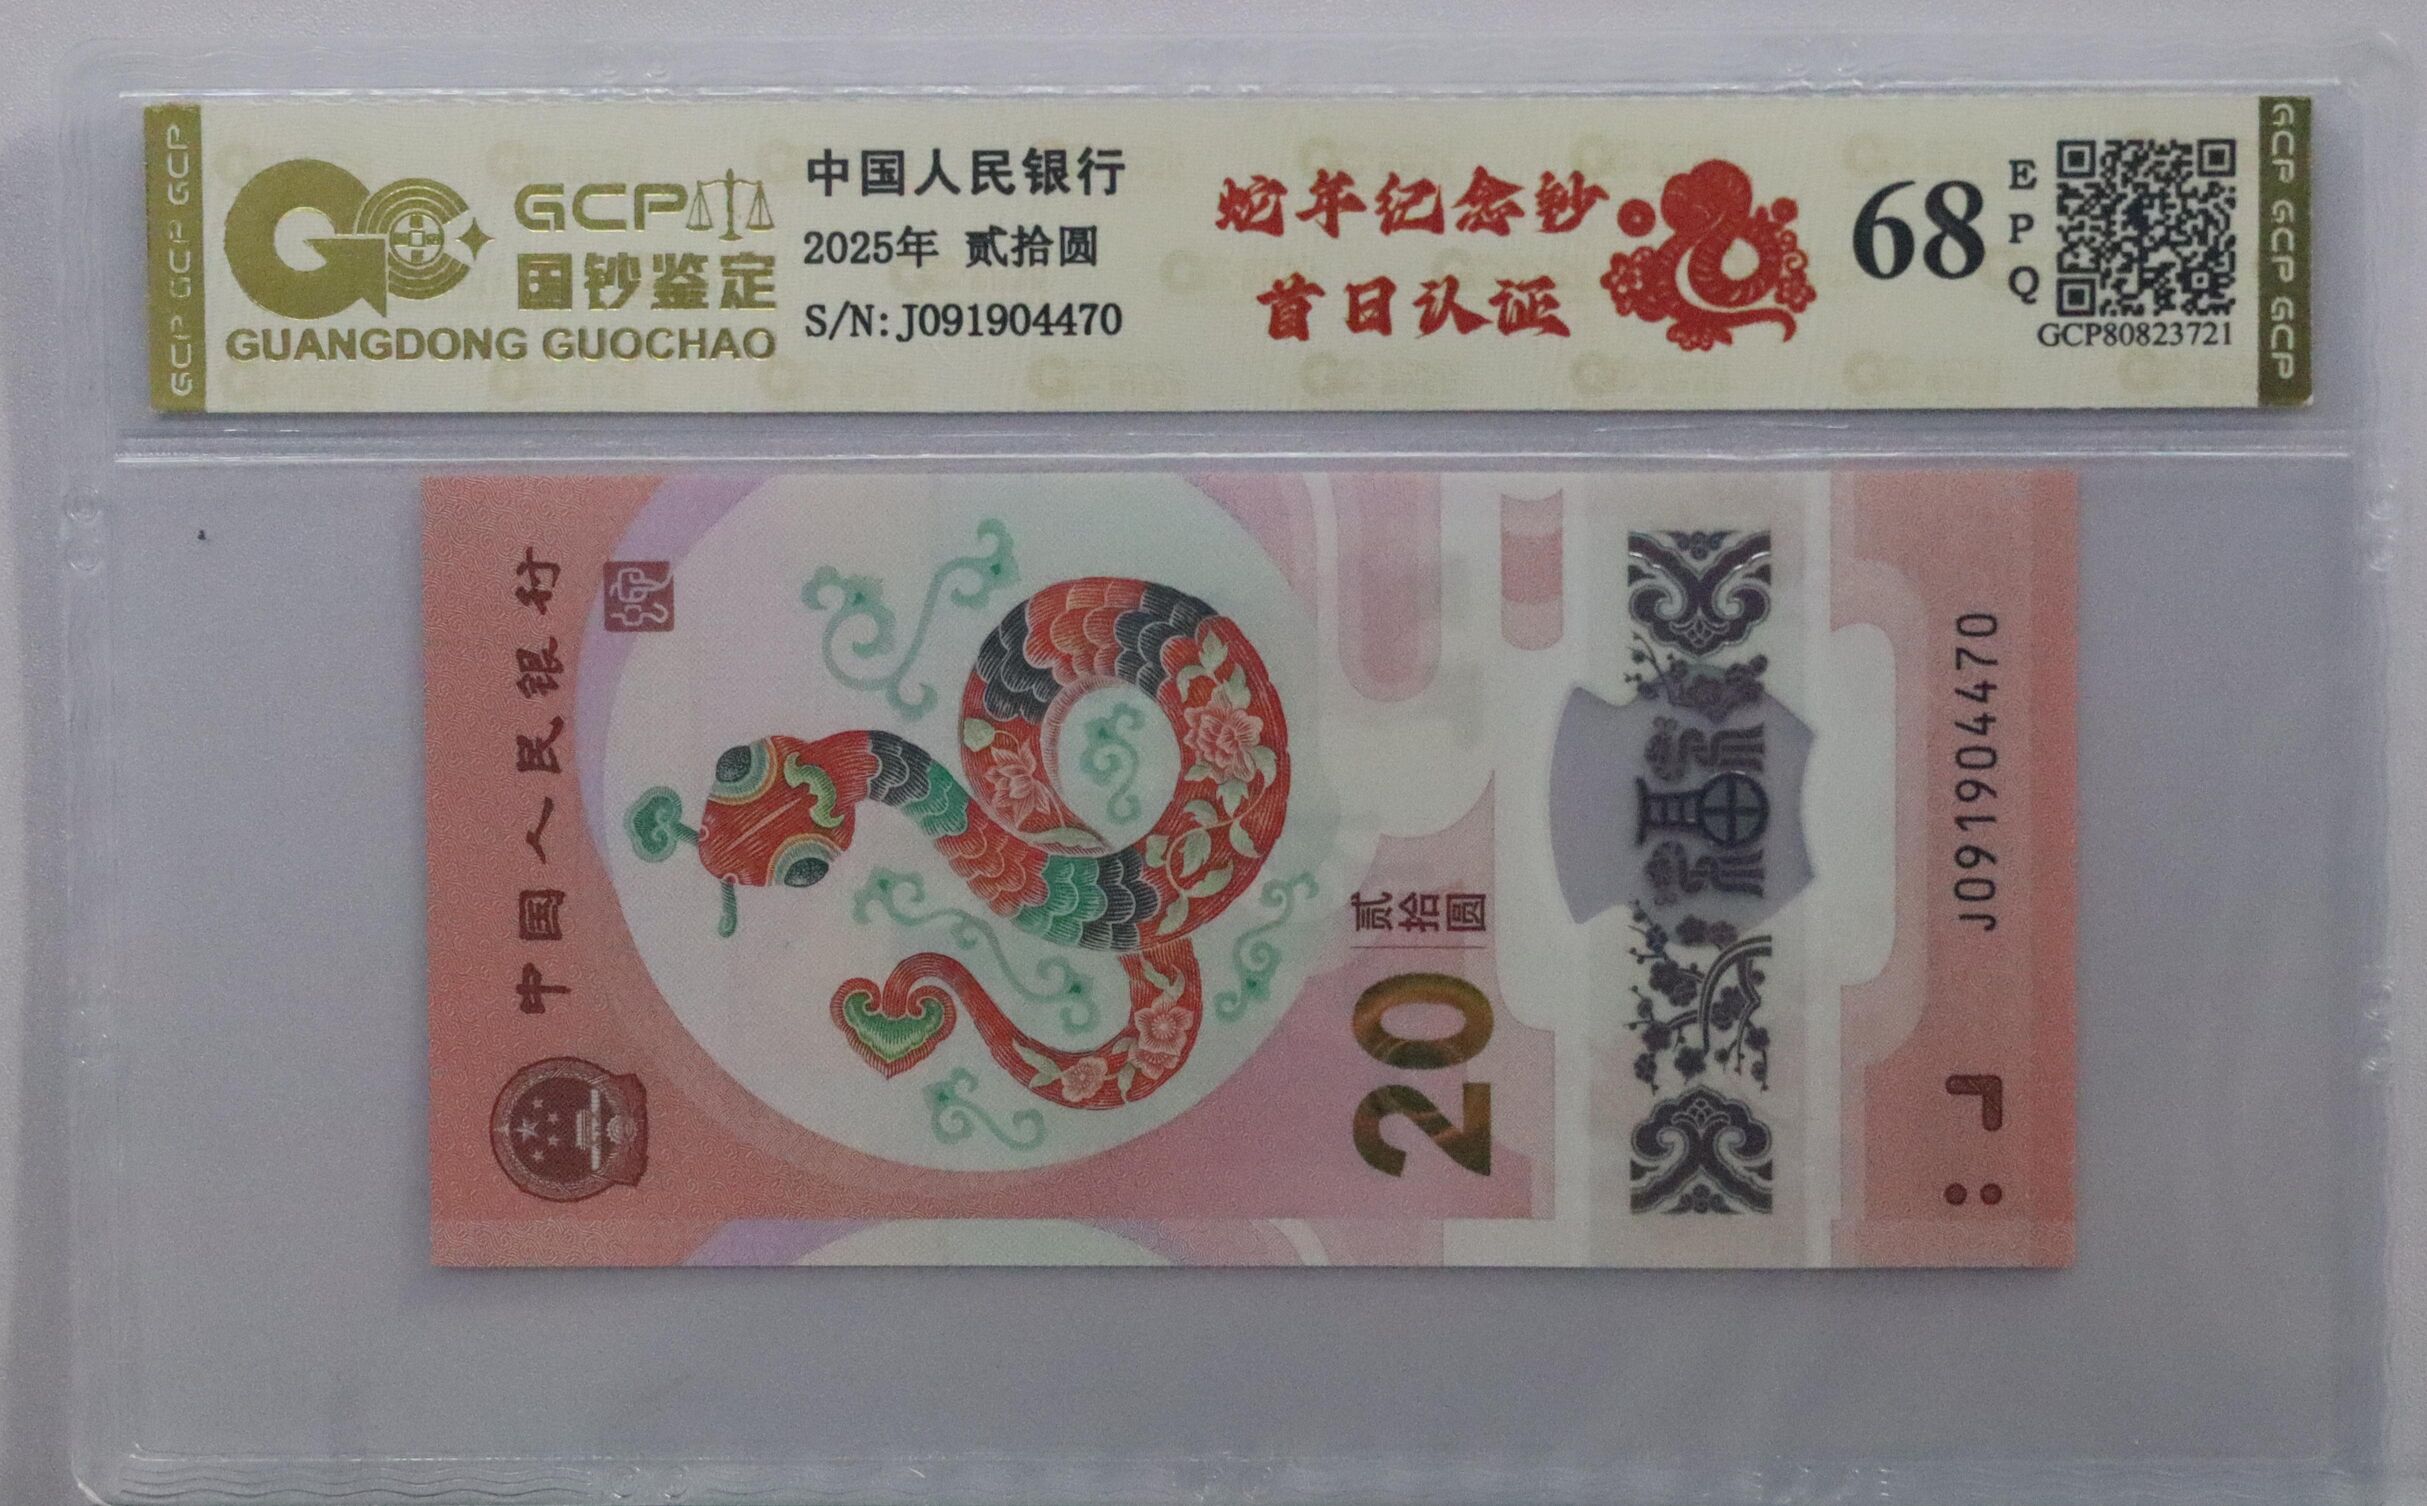 GCP GCP GCP
GCP
国钞鉴定
GUANGDONG GUOCHAO
中国人民银行
2025年 贰拾圆
S/N:J091904470
蛇年纪念钞
首日认证
68
EPQ
GCP80823721
GCP GCP GCP
中国人民银行
贰拾圆
20
J091904470